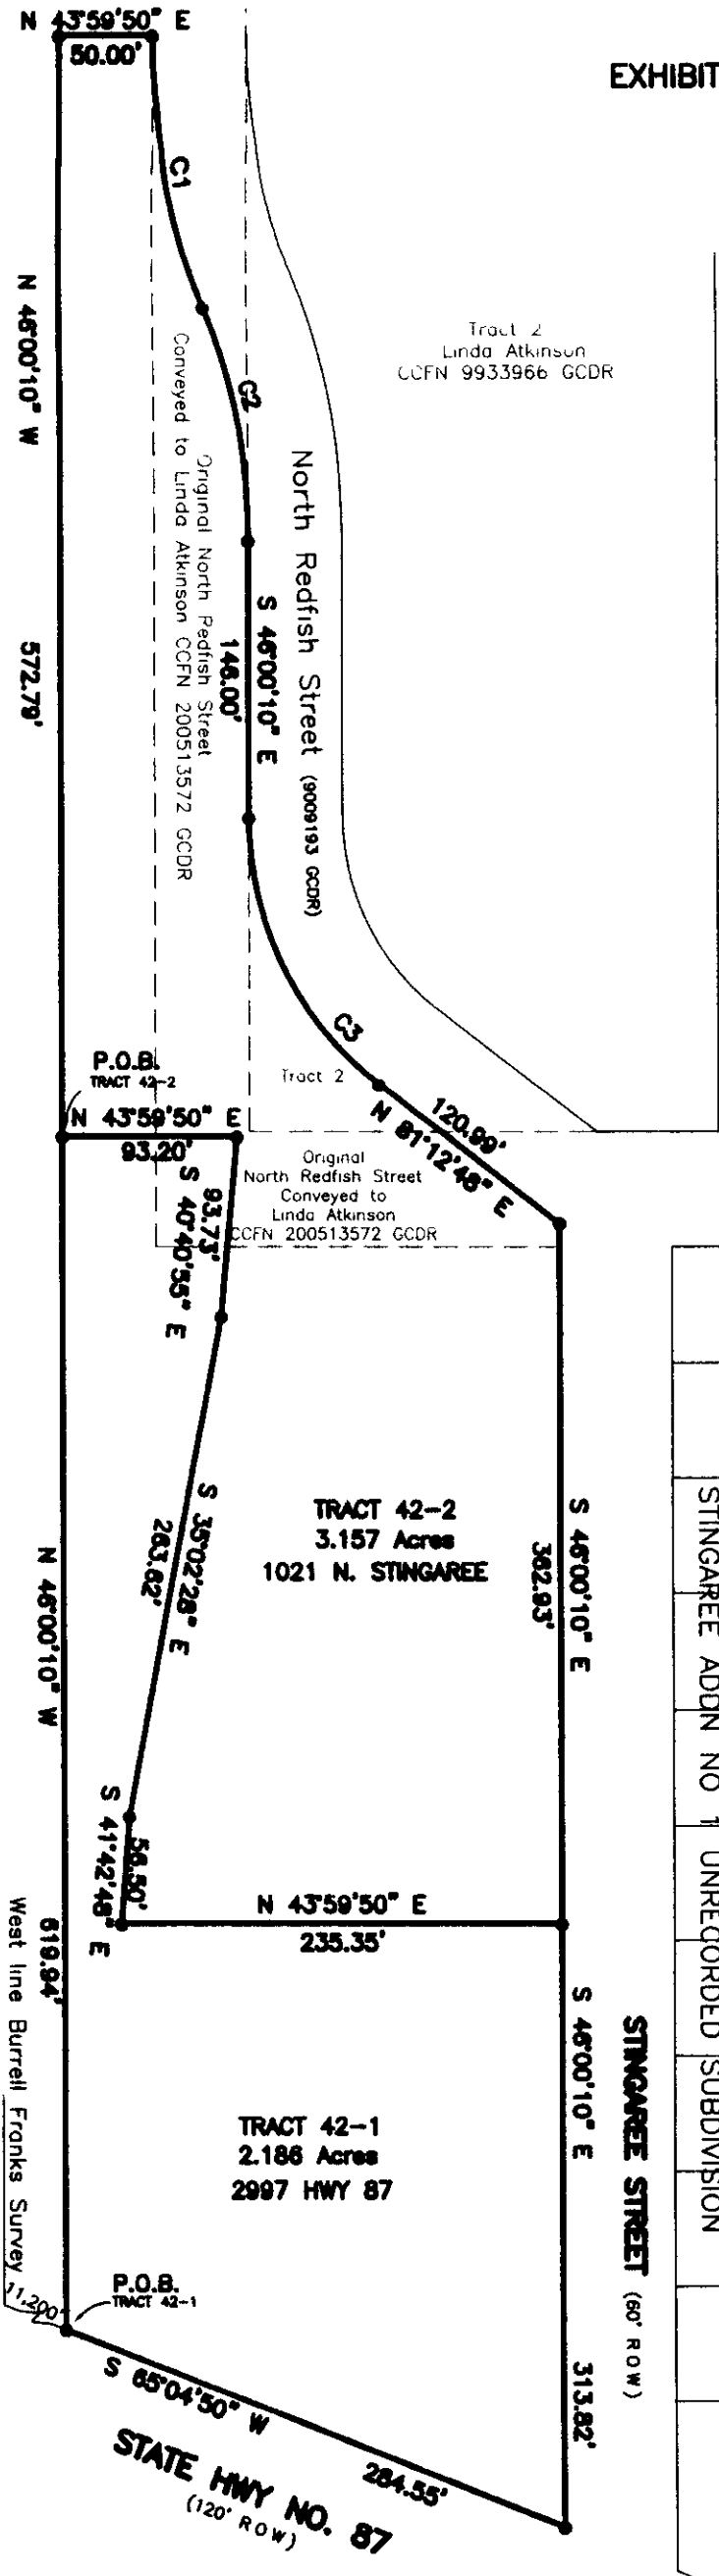 N 43°59'50" E
50.00'
EXHIBIT
C1
Tract 2
Linda Atkinson
CCFN 9933966 GCDR
N 46°00'10" W
572.79'
C2
Original North Redfish Street
Conveyed to Linda Atkinson CCFN 200513572 GCDR
North Redfish Street (9009193 GCDR)
S 46°00'10" E
146.00'
C3
Tract 2
120.99'
N 81°12'48" E
P.O.B.
TRACT 42-2
N 43°59'50" E
93.20'
93.73'
S 40°40'55" E
Original
North Redfish Street
Conveyed to
Linda Atkinson
CCFN 200513572 GCDR
S 35°02'28" E
263.62'
TRACT 42-2
3.157 Acres
1021 N. STINGAREE
S 46°00'10" E
362.93'
STINGAREE ADDN NO 1 UNRECORDED SUBDIVISION
N 46°00'10" W
619.94'
56.50'
S 41°42'48" E
N 43°59'50" E
235.35'
S 46°00'10" E
313.82'
STINGAREE STREET (60' ROW)
TRACT 42-1
2.186 Acres
2997 HWY 87
West line Burrell Franks Survey
11,200'
P.O.B.
TRACT 42-1
S 65°04'50" W
284.55'
STATE HWY NO. 87
(120' ROW)